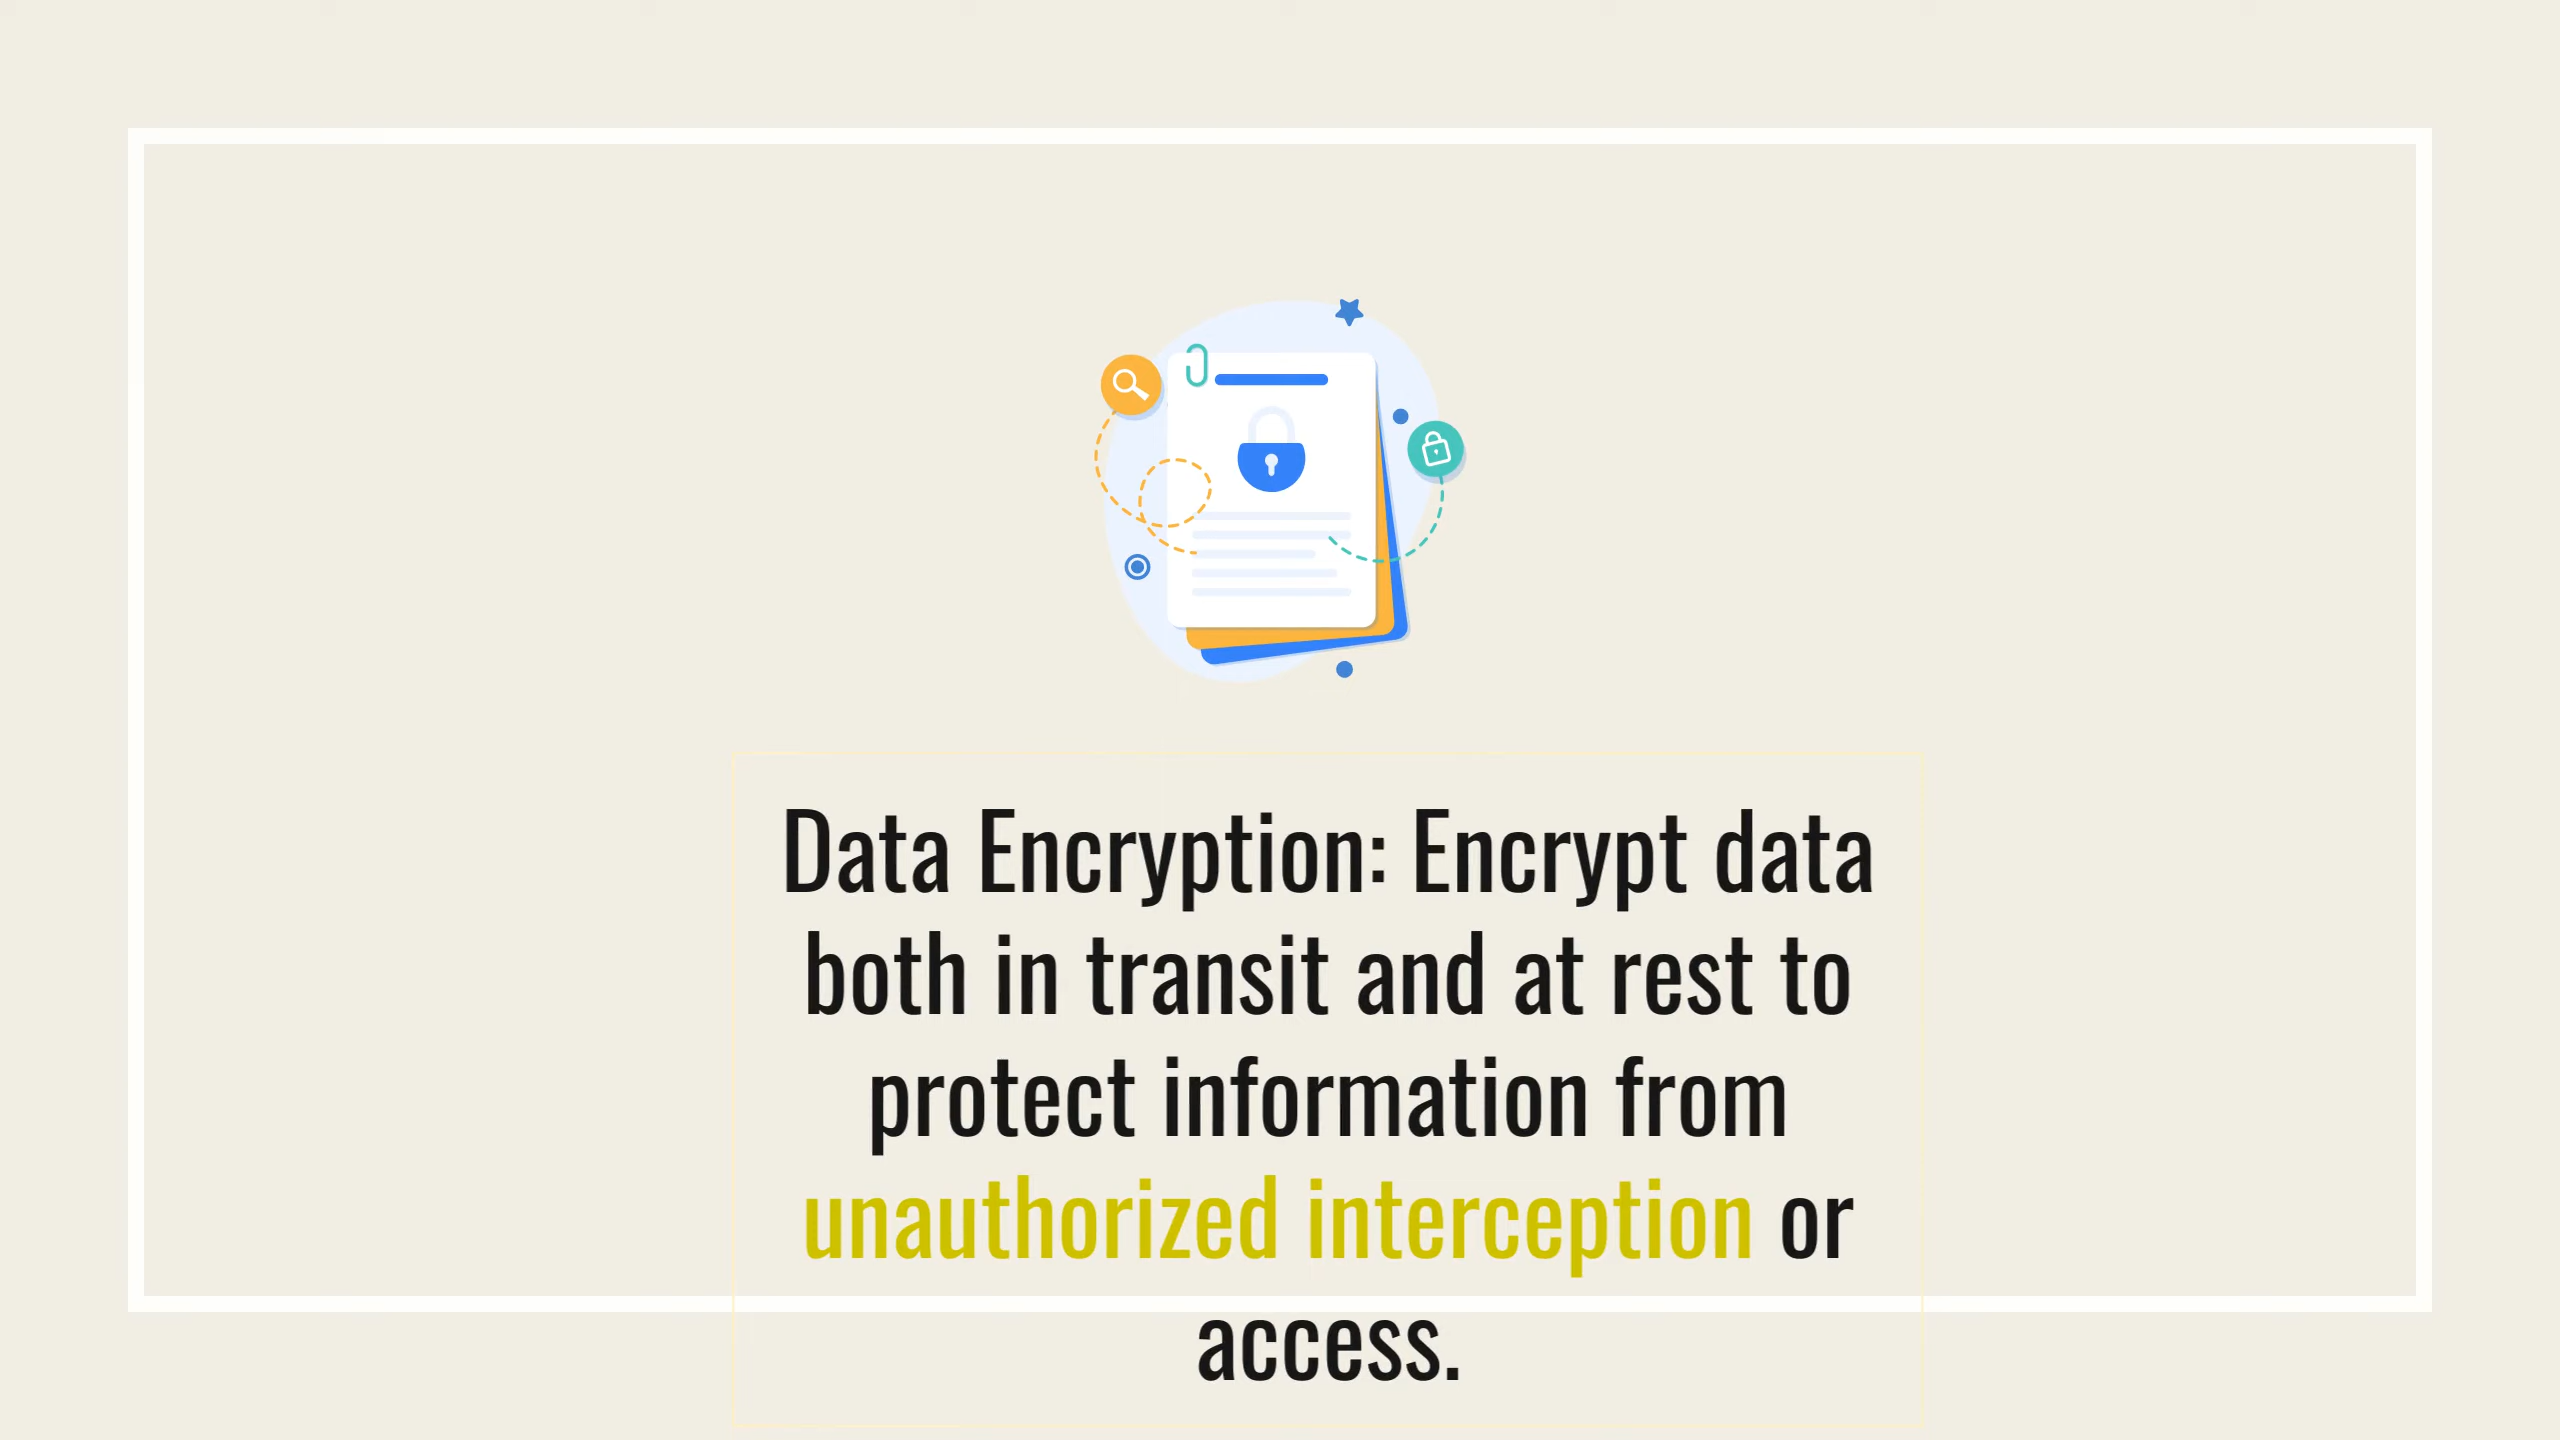 Data Encryption: Encrypt data
both in transit and at rest to
protect information from
unauthorized interception or
access.